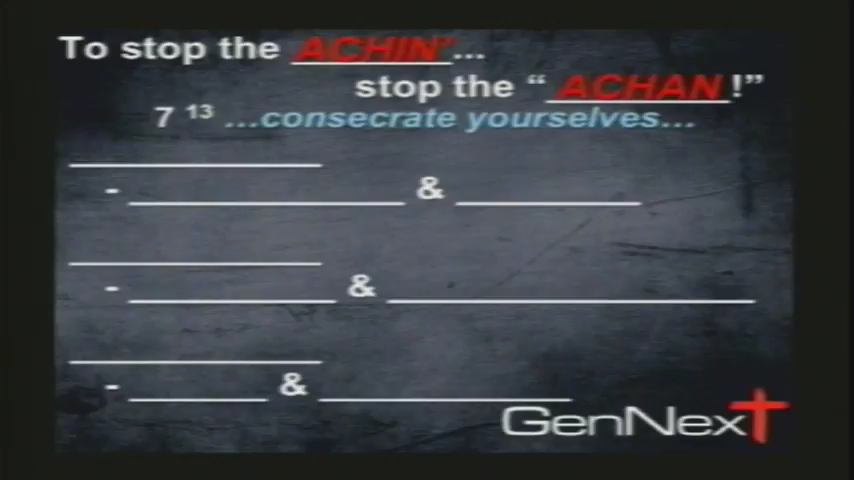 To stop the ACHIN'...
stop the “ACHAN!”
7 13 ...consecrate yourselves...
- &
- &
- &
GenNext